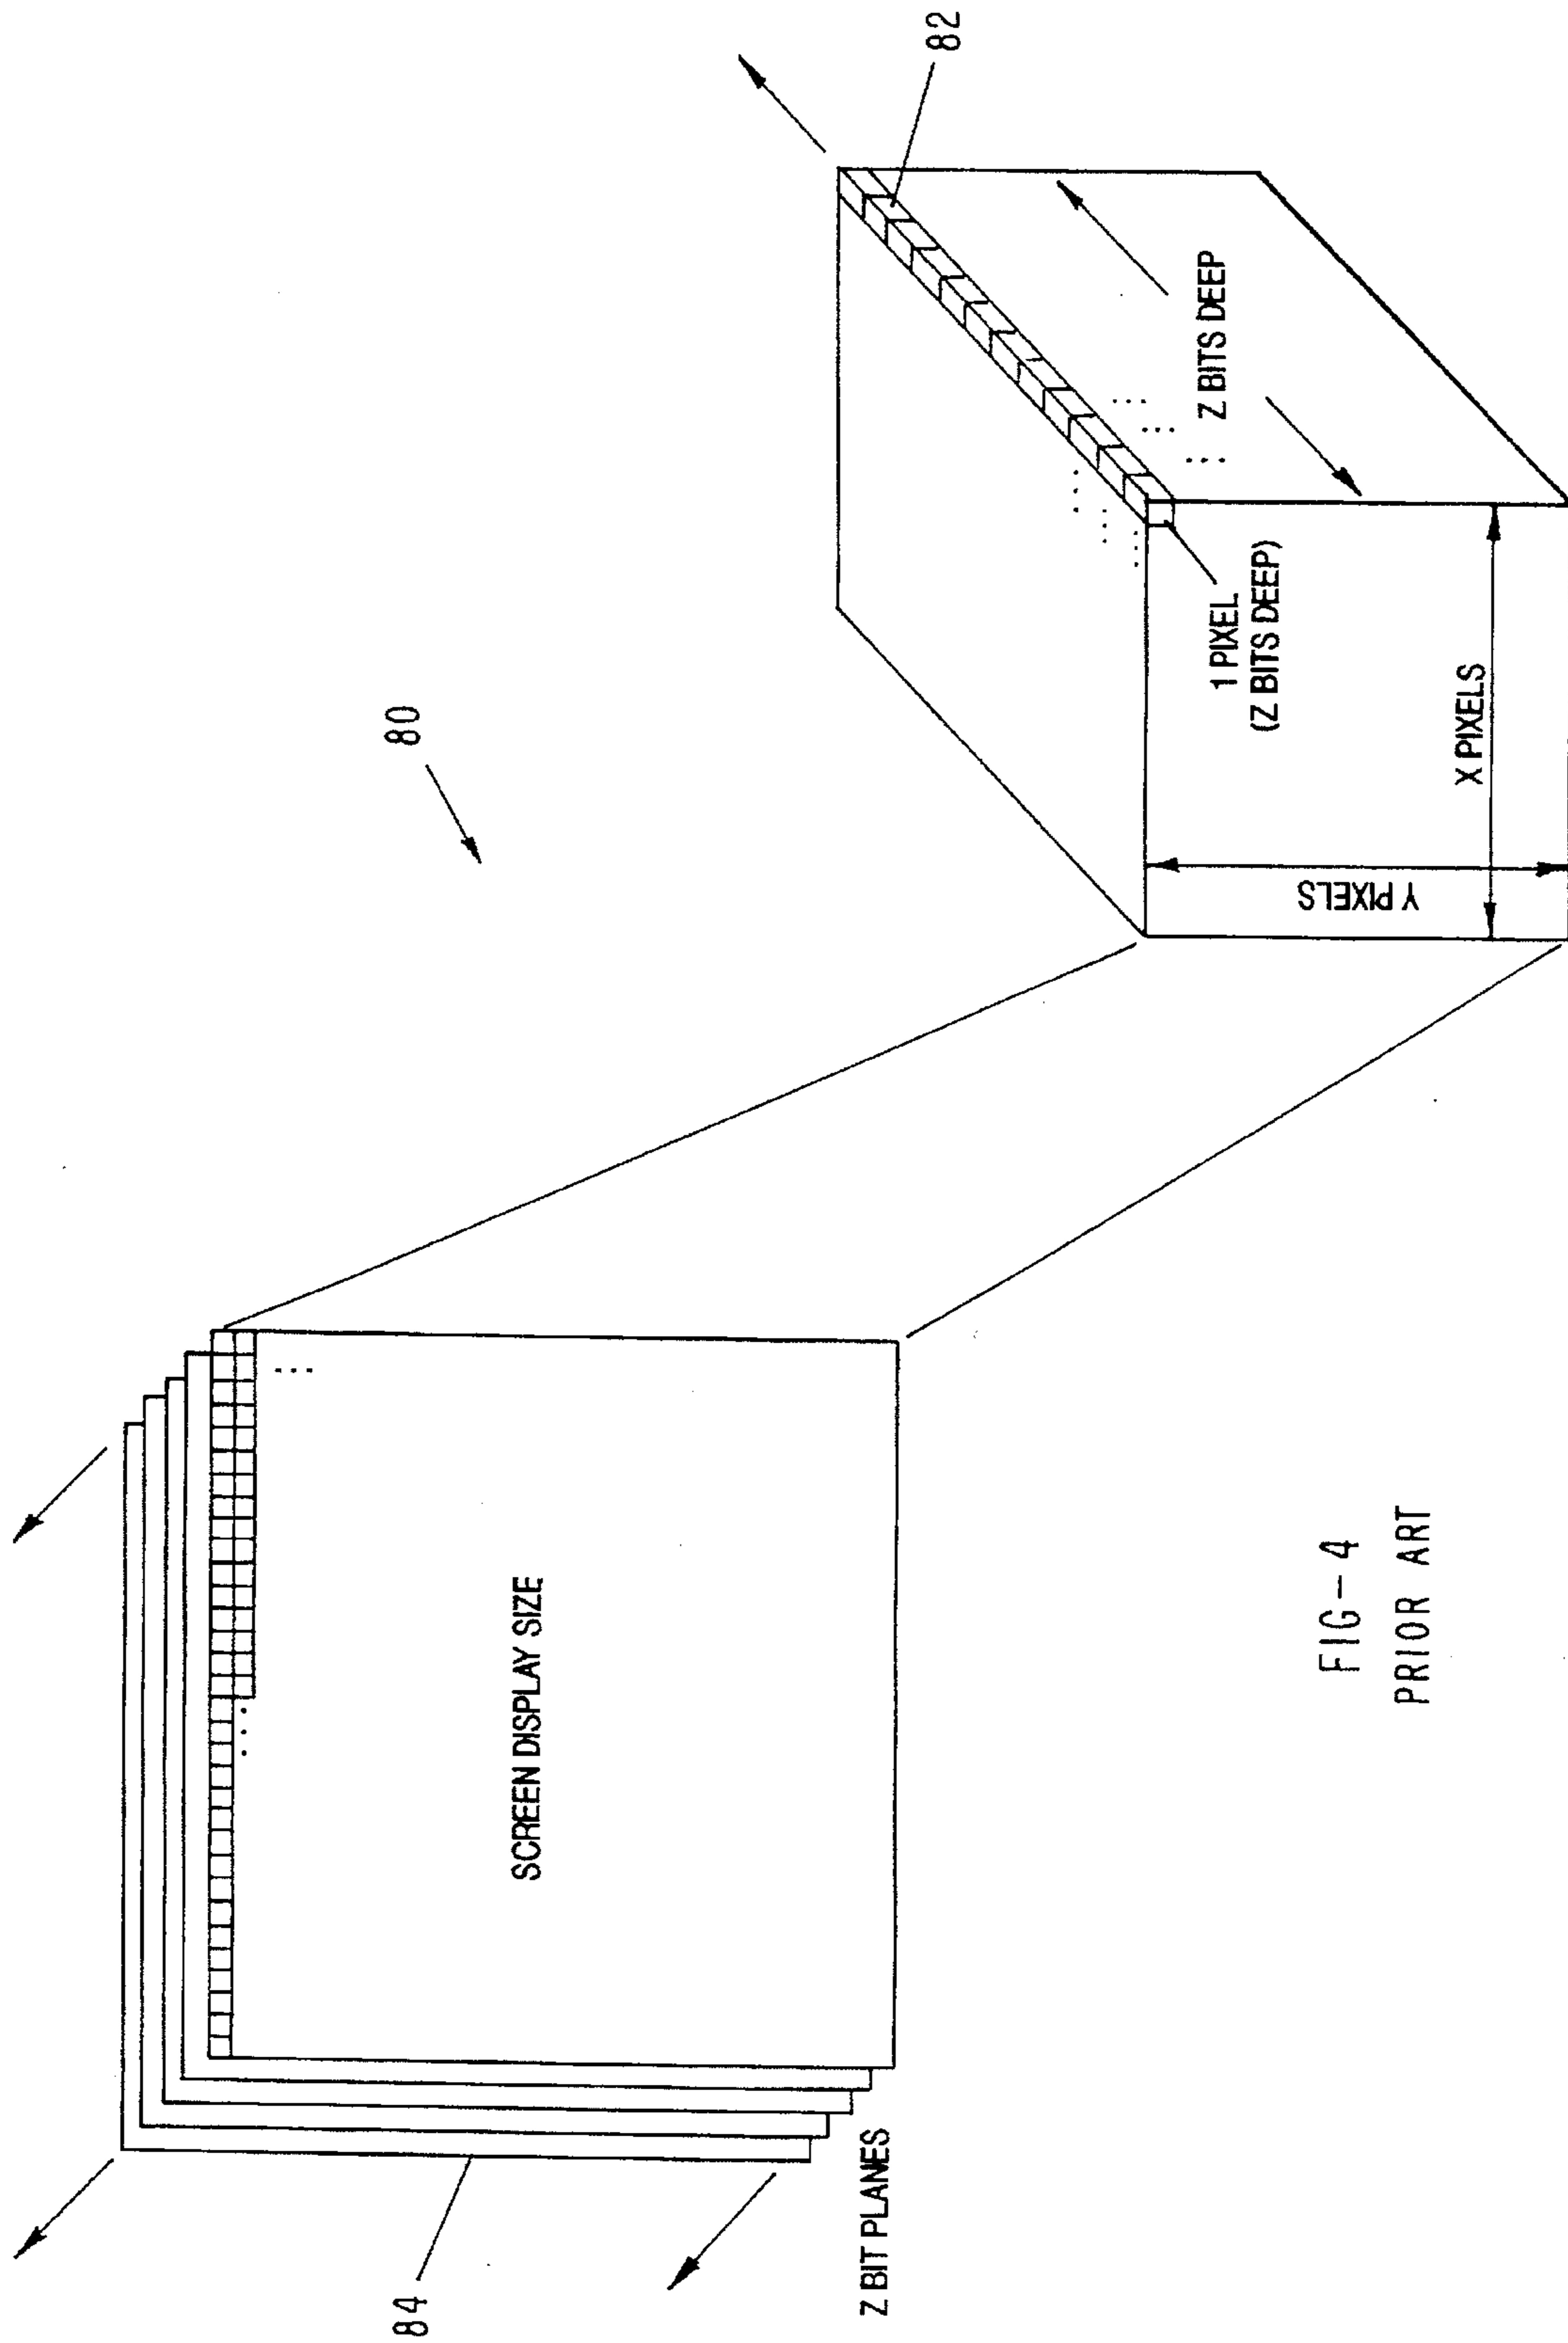 80
82
84
SCREEN DISPLAY SIZE
Z BIT PLANES
1 PIXEL
(Z BITS DEEP)
Z BITS DEEP
Y PIXELS
X PIXELS
FIG-4
PRIOR ART